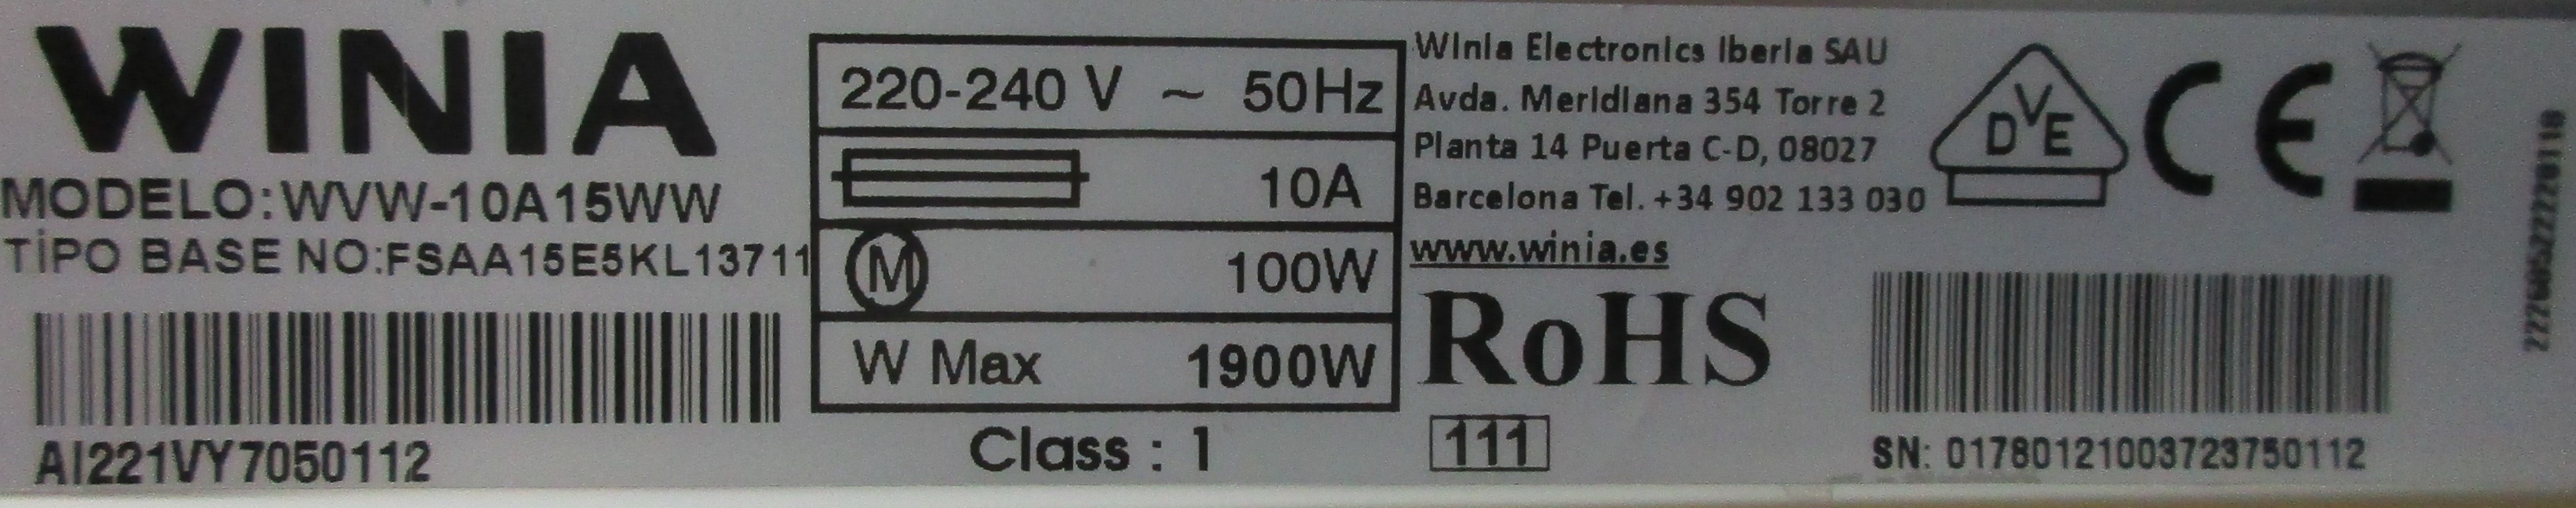 WINIA
MODELO:WVW-10A15WW
TİPO BASE NO:FSAA15E5KL13711
AI221VY7050112
220-240 V ~ 50Hz
10A
M 100W
W Max 1900W
Class : 1
Winia Electronics Iberia SAU
Avda. Meridiana 354 Torre 2
Planta 14 Puerta C-D, 08027
Barcelona Tel. +34 902 133 030
www.winia.es
RoHS
111
DVE
CE
SN: 01780121003723750112